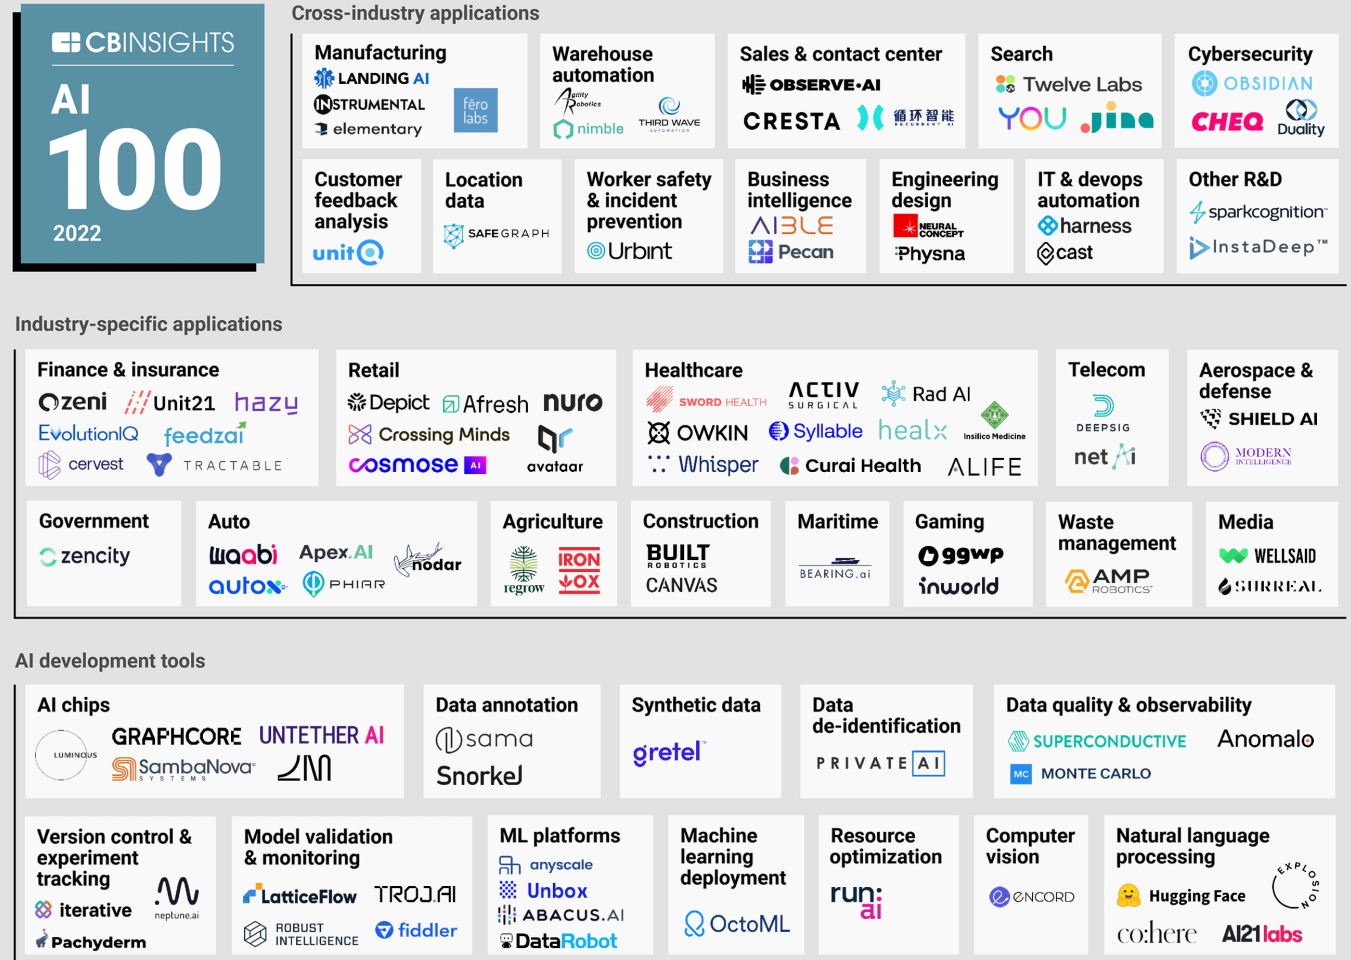 CBINSIGHTS
AI
100
2022
Cross-industry applications
Manufacturing
LANDING AI
INSTRUMENTAL
elementary
fēro
labs
Warehouse
automation
Agility
Robotics
nimble
THIRD WAVE
AUTOMATION
Sales & contact center
OBSERVE.AI
CRESTA
循环智能
RECURRENT AI
Search
Twelve Labs
YOU
Jina
Cybersecurity
OBSIDIAN
CHEQ
Duality
Customer
feedback
analysis
unitQ
Location
data
SAFEGRAPH
Worker safety
& incident
prevention
Urbint
Business
intelligence
AIBLE
Pecan
Engineering
design
NEURAL
CONCEPT
Physna
IT & devops
automation
harness
cast
Other R&D
sparkcognition™
InstaDeep™
Industry-specific applications
Finance & insurance
zeni
Unit21
hazy
EvolutionIQ
feedzai
cervest
TRACTABLE
Retail
Depict
Afresh
nuro
Crossing Minds
cosmose AI
avataar
Healthcare
SWORD HEALTH
ACTIV
SURGICAL
Rad AI
OWKIN
Syllable
healx
Insilico Medicine
Whisper
Curai Health
ALIFE
Telecom
DEEPSIG
net Ai
Aerospace &
defense
SHIELD AI
MODERN
INTELLIGENCE
Government
zencity
Auto
waabi
Apex.AI
nodar
autox
PHIAR
Agriculture
regrow
IRON
OX
Construction
BUILT
ROBOTICS
CANVAS
Maritime
BEARING.ai
Gaming
ggwp
inworld
Waste
management
AMP
ROBOTICS™
Media
WELLSAID
SURREAL
AI development tools
AI chips
LUMINOUS
GRAPHCORE
UNTETHER AI
SambaNova®
SYSTEMS
Data annotation
sama
Snorkel
Synthetic data
gretel™
Data
de-identification
PRIVATE AI
Data quality & observability
SUPERCONDUCTIVE
Anomalo
MC MONTE CARLO
Version control &
experiment
tracking
neptune.ai
iterative
Pachyderm
Model validation
& monitoring
LatticeFlow
TROJ.AI
ROBUST
INTELLIGENCE
fiddler
ML platforms
anyscale
Unbox
ABACUS.AI
DataRobot
Machine
learning
deployment
OctoML
Resource
optimization
run:
ai
Computer
vision
ENCORD
Natural language
processing
Hugging Face
EXPLOSION
co:here
AI21labs